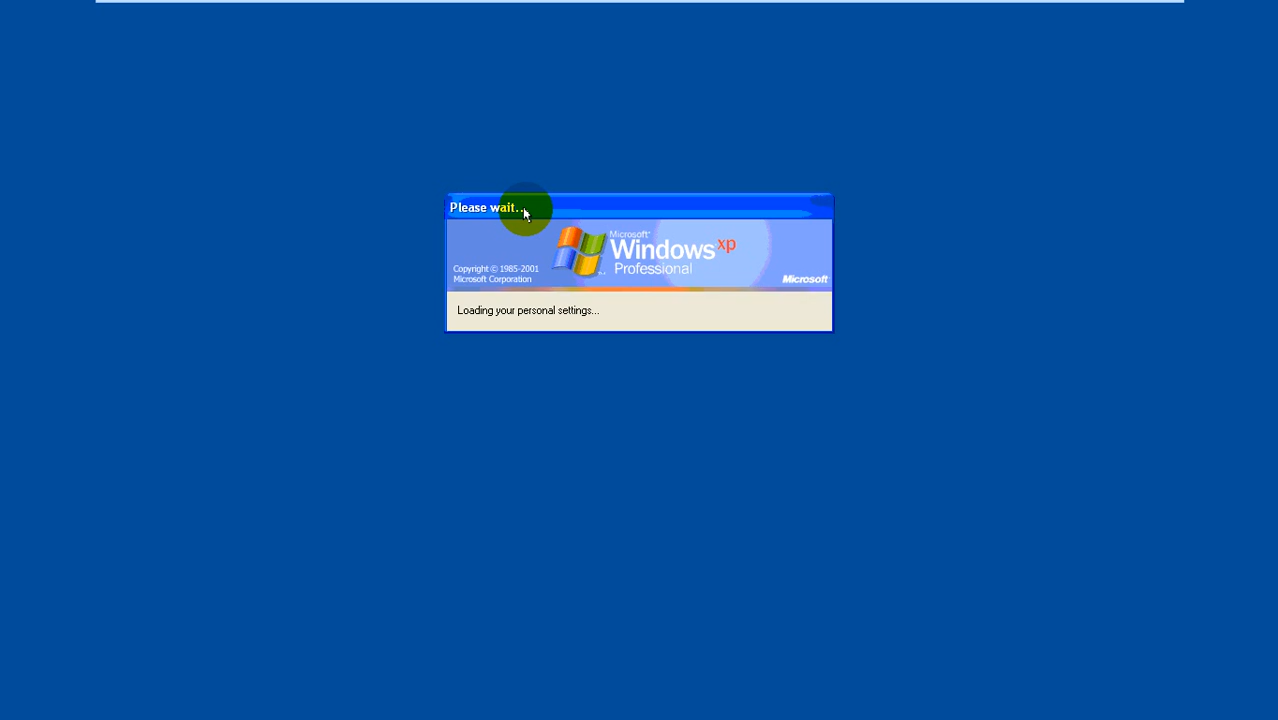 Please wait...
Microsoft®
Windows xp
Professional
Copyright © 1985-2001
Microsoft Corporation
Microsoft
Loading your personal settings...